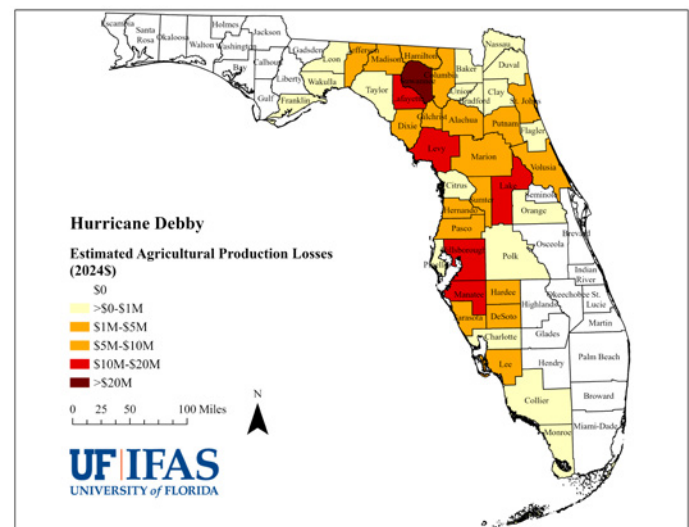 Escambia
Santa Rosa
Okaloosa
Walton
Holmes
Washington
Jackson
Bay
Calhoun
Gulf
Liberty
Gadsden
Franklin
Leon
Wakulla
Jefferson
Madison
Taylor
Hamilton
Lafayette
Columbia
Baker
Nassau
Duval
Union
Bradford
Clay
St. Johns
Dixie
Gilchrist
Alachua
Putnam
Flagler
Levy
Marion
Volusia
Citrus
Sumter
Lake
Seminole
Hernando
Orange
Pasco
Brevard
Osceola
Hillsborough
Polk
Indian River
Manatee
Hardee
Highlands
Okeechobee
St. Lucie
Sarasota
DeSoto
Martin
Charlotte
Glades
Lee
Hendry
Palm Beach
Collier
Broward
Monroe
Miami-Dade
Hurricane Debby
Estimated Agricultural Production Losses
(2024$)
$0
>$0-$1M
$1M-$5M
$5M-$10M
$10M-$20M
>$20M
0 25 50 100 Miles
N
UF IFAS
UNIVERSITY of FLORIDA